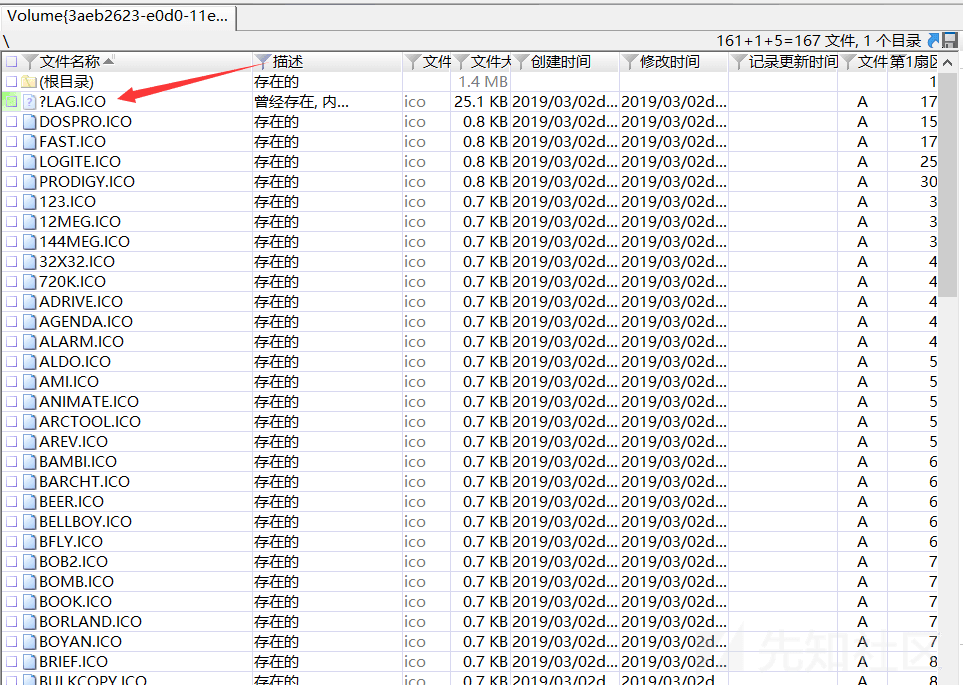 Volume{3aeb2623-e0d0-11e...
\ 161+1+5=167 文件, 1 个目录
文件名称 描述 文件 文件大 创建时间 修改时间 记录更新时间 文件 第1扇区
(根目录) 存在的 1.4 MB 1
?LAG.ICO 曾经存在, 内... ico 25.1 KB 2019/03/02d... 2019/03/02d... A 17
DOSPRO.ICO 存在的 ico 0.8 KB 2019/03/02d... 2019/03/02d... A 15
FAST.ICO 存在的 ico 0.8 KB 2019/03/02d... 2019/03/02d... A 17
LOGITE.ICO 存在的 ico 0.8 KB 2019/03/02d... 2019/03/02d... A 25
PRODIGY.ICO 存在的 ico 0.8 KB 2019/03/02d... 2019/03/02d... A 30
123.ICO 存在的 ico 0.7 KB 2019/03/02d... 2019/03/02d... A 3
12MEG.ICO 存在的 ico 0.7 KB 2019/03/02d... 2019/03/02d... A 3
144MEG.ICO 存在的 ico 0.7 KB 2019/03/02d... 2019/03/02d... A 3
32X32.ICO 存在的 ico 0.7 KB 2019/03/02d... 2019/03/02d... A 4
720K.ICO 存在的 ico 0.7 KB 2019/03/02d... 2019/03/02d... A 4
ADRIVE.ICO 存在的 ico 0.7 KB 2019/03/02d... 2019/03/02d... A 4
AGENDA.ICO 存在的 ico 0.7 KB 2019/03/02d... 2019/03/02d... A 4
ALARM.ICO 存在的 ico 0.7 KB 2019/03/02d... 2019/03/02d... A 4
ALDO.ICO 存在的 ico 0.7 KB 2019/03/02d... 2019/03/02d... A 5
AMI.ICO 存在的 ico 0.7 KB 2019/03/02d... 2019/03/02d... A 5
ANIMATE.ICO 存在的 ico 0.7 KB 2019/03/02d... 2019/03/02d... A 5
ARCTOOL.ICO 存在的 ico 0.7 KB 2019/03/02d... 2019/03/02d... A 5
AREV.ICO 存在的 ico 0.7 KB 2019/03/02d... 2019/03/02d... A 5
BAMBI.ICO 存在的 ico 0.7 KB 2019/03/02d... 2019/03/02d... A 6
BARCHT.ICO 存在的 ico 0.7 KB 2019/03/02d... 2019/03/02d... A 6
BEER.ICO 存在的 ico 0.7 KB 2019/03/02d... 2019/03/02d... A 6
BELLBOY.ICO 存在的 ico 0.7 KB 2019/03/02d... 2019/03/02d... A 6
BFLY.ICO 存在的 ico 0.7 KB 2019/03/02d... 2019/03/02d... A 6
BOB2.ICO 存在的 ico 0.7 KB 2019/03/02d... 2019/03/02d... A 7
BOMB.ICO 存在的 ico 0.7 KB 2019/03/02d... 2019/03/02d... A 7
BOOK.ICO 存在的 ico 0.7 KB 2019/03/02d... 2019/03/02d... A 7
BORLAND.ICO 存在的 ico 0.7 KB 2019/03/02d... 2019/03/02d... A 7
BOYAN.ICO 存在的 ico 0.7 KB 2019/03/02d... 2019/03/02d... A 7
BRIEF.ICO 存在的 ico 0.7 KB 2019/03/02d... 2019/03/02d... A 8
BULKCOPY.ICO 存在的 ico 0.7 KB 2019/03/02d... 2019/03/02d... A 8
先知社区